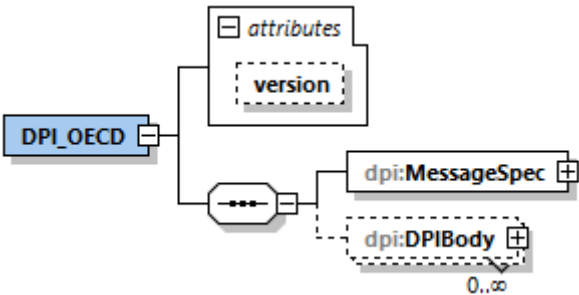 attributes
version
DPI_OECD
dpi:MessageSpec
dpi:DPIBody
0..∞